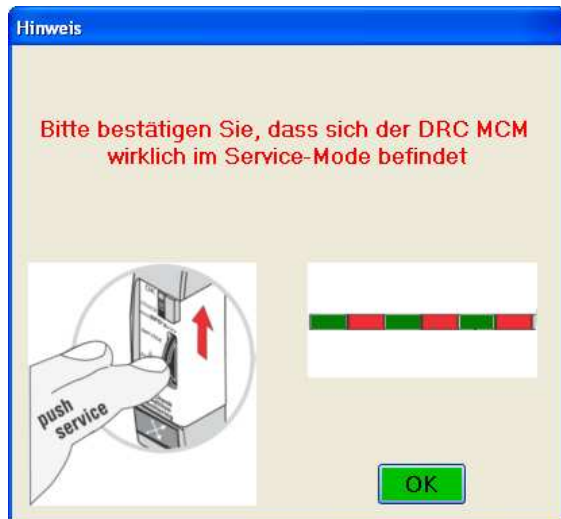 Hinweis
Bitte bestätigen Sie, dass sich der DRC MCM
wirklich im Service-Mode befindet
push
service
OK